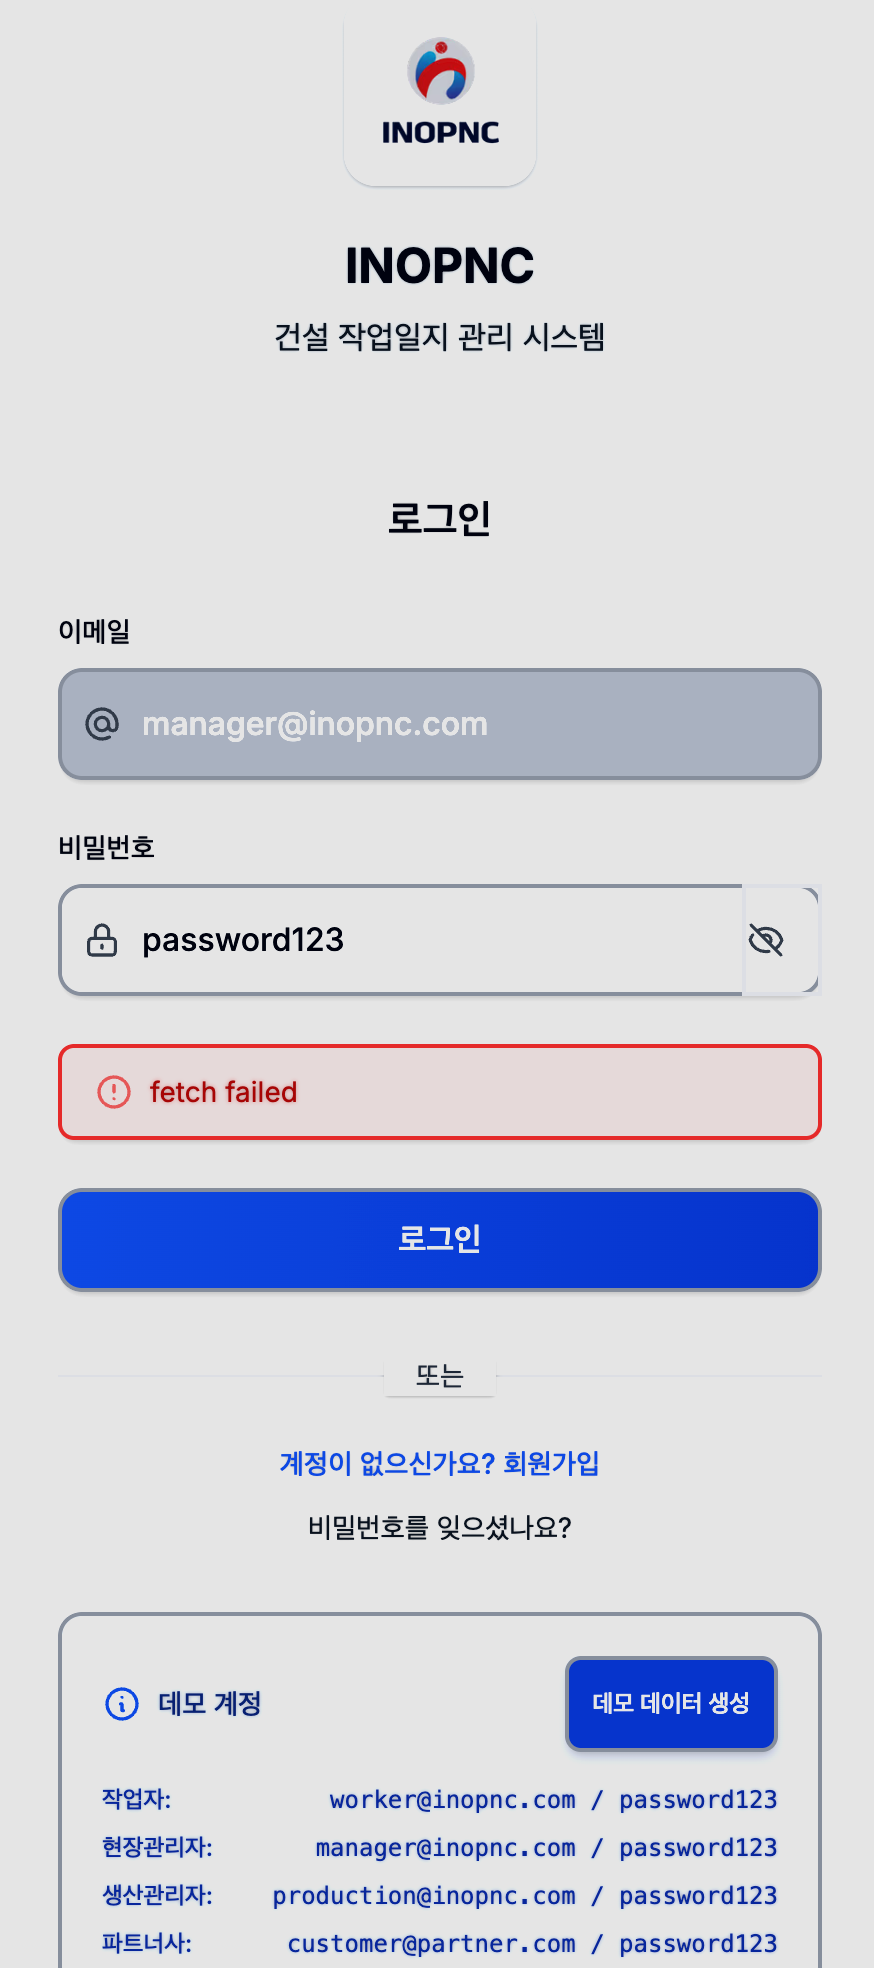 INOPNC
INOPNC
건설 작업일지 관리 시스템
로그인
이메일
manager@inopnc.com
비밀번호
password123
fetch failed
로그인
또는
계정이 없으신가요? 회원가입
비밀번호를 잊으셨나요?
데모 계정
데모 데이터 생성
작업자: worker@inopnc.com / password123
현장관리자: manager@inopnc.com / password123
생산관리자: production@inopnc.com / password123
파트너사: customer@partner.com / password123